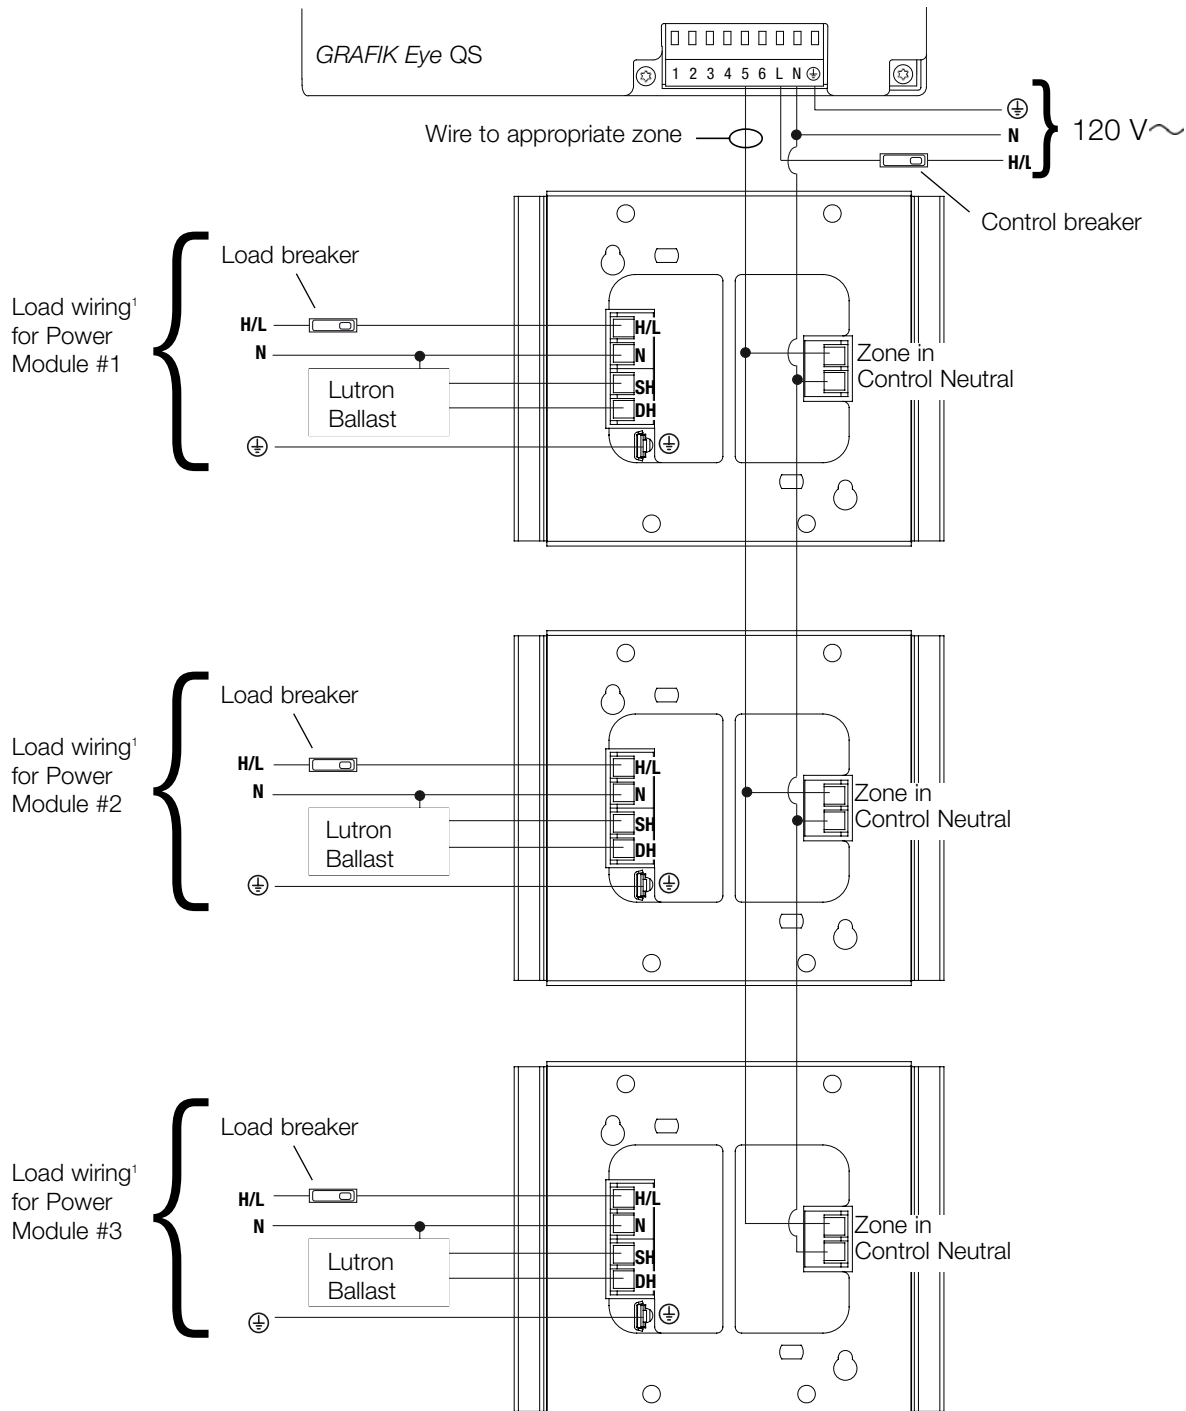 GRAFIK Eye QS
1 2 3 4 5 6 L N
Wire to appropriate zone
N
H/L
120 V~
Control breaker
Load wiring¹
for Power
Module #1
Load breaker
H/L
N
Lutron
Ballast
H/L
N
SH
DH
Zone in
Control Neutral
Load wiring¹
for Power
Module #2
Load breaker
H/L
N
Lutron
Ballast
H/L
N
SH
DH
Zone in
Control Neutral
Load wiring¹
for Power
Module #3
Load breaker
H/L
N
Lutron
Ballast
H/L
N
SH
DH
Zone in
Control Neutral